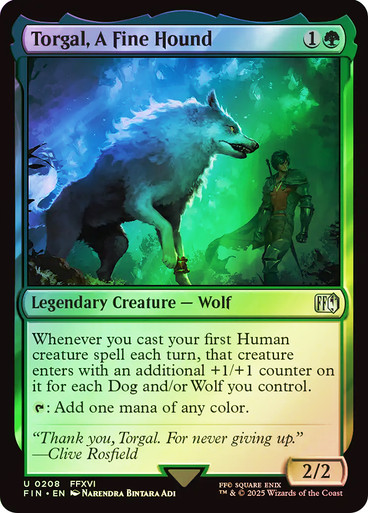 Torgal, A Fine Hound 1
Legendary Creature — Wolf FFC
Whenever you cast your first Human
creature spell each turn, that creature
enters with an additional +1/+1 counter on
it for each Dog and/or Wolf you control.
: Add one mana of any color.
“Thank you, Torgal. For never giving up.”
—Clive Rosfield
2/2
U 0208 FFXVI
FIN • EN Narendra Bintara Adi
FF© SQUARE ENIX
™ & © 2025 Wizards of the Coast